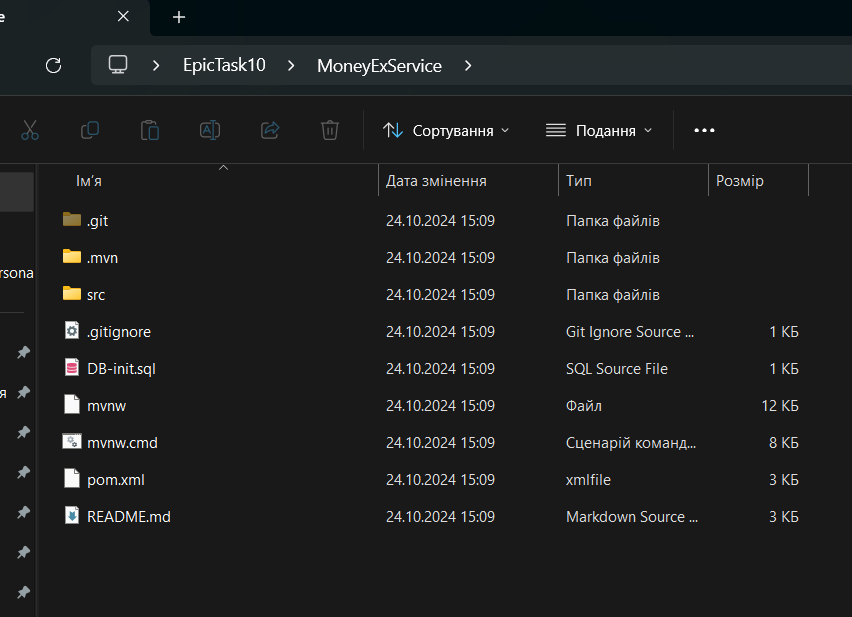 e
EpicTask10 MoneyExService
Сортування Подання
Ім'я Дата змінення Тип Розмір
.git 24.10.2024 15:09 Папка файлів
.mvn 24.10.2024 15:09 Папка файлів
rsona
src 24.10.2024 15:09 Папка файлів
.gitignore 24.10.2024 15:09 Git Ignore Source ... 1 КБ
DB-init.sql 24.10.2024 15:09 SQL Source File 1 КБ
я
mvnw 24.10.2024 15:09 Файл 12 КБ
mvnw.cmd 24.10.2024 15:09 Сценарій команд... 8 КБ
pom.xml 24.10.2024 15:09 xmlfile 3 КБ
README.md 24.10.2024 15:09 Markdown Source ... 3 КБ